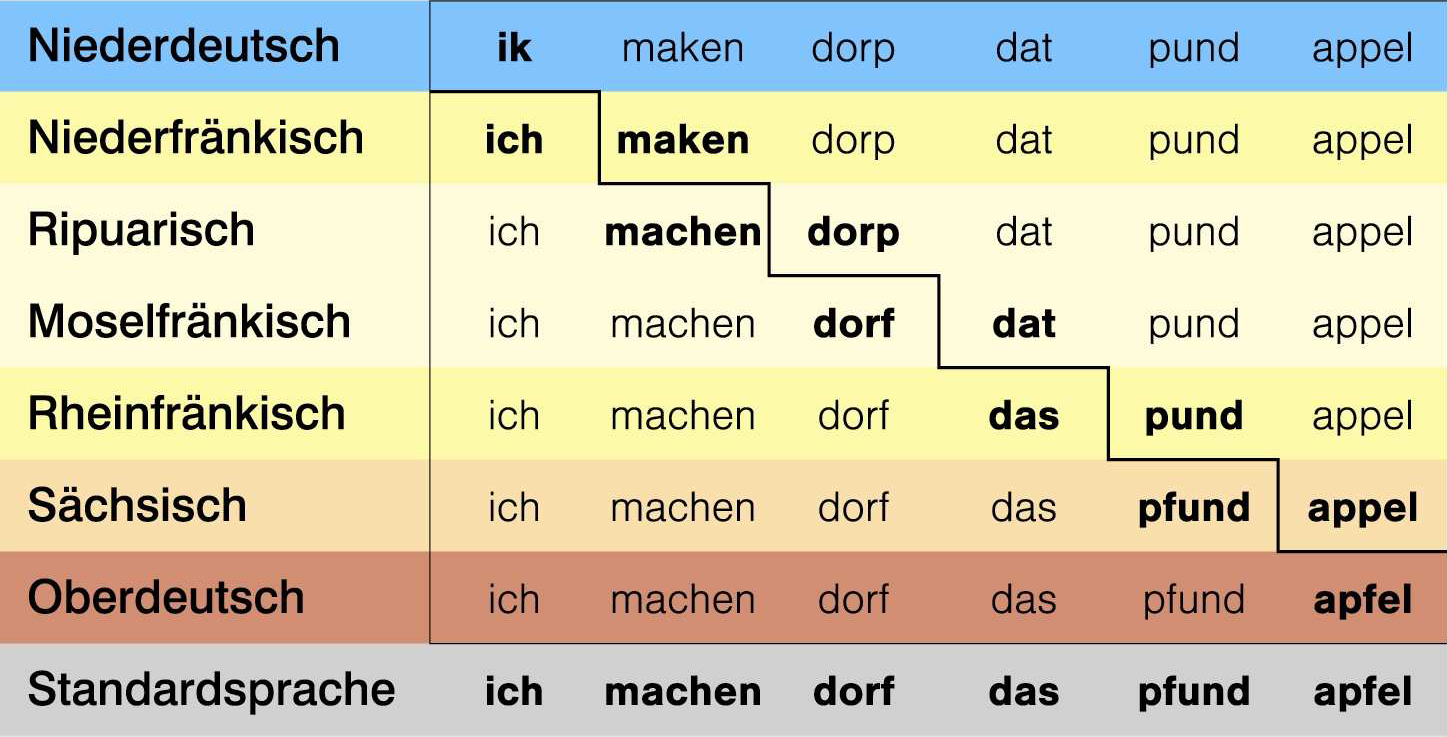 Niederdeutsch ik maken dorp dat pund appel
Niederfränkisch ich maken dorp dat pund appel
Ripuarisch ich machen dorp dat pund appel
Moselfränkisch ich machen dorf dat pund appel
Rheinfränkisch ich machen dorf das pund appel
Sächsisch ich machen dorf das pfund appel
Oberdeutsch ich machen dorf das pfund apfel
Standardsprache ich machen dorf das pfund apfel